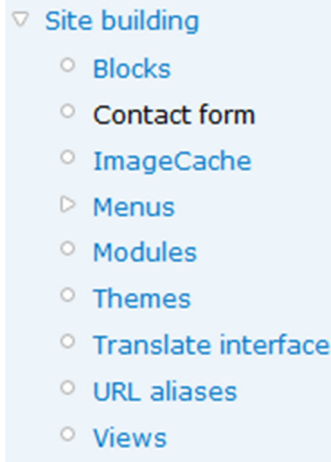 Site building
Blocks
Contact form
ImageCache
Menus
Modules
Themes
Translate interface
URL aliases
Views